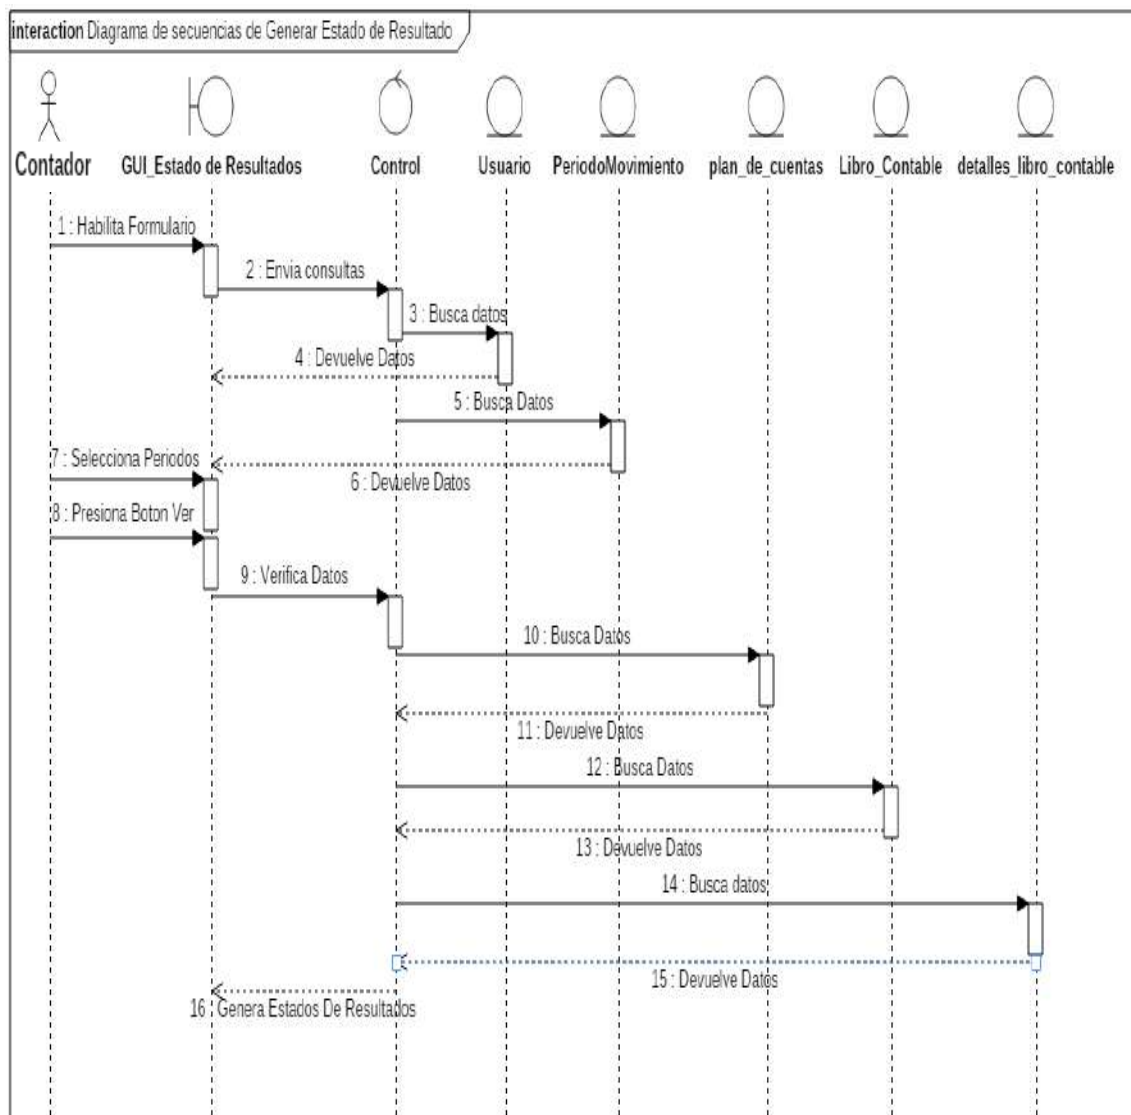 interaction Diagrama de secuencias de Generar Estado de Resultado
Contador
GUI_Estado de Resultados
Control
Usuario
PeriodoMovimiento
plan_de_cuentas
Libro_Contable
detalles_libro_contable
1 : Habilita Formulario
2 : Envia consultas
3 : Busca datos
4 : Devuelve Datos
5 : Busca Datos
7 : Selecciona Periodos
6 : Devuelve Datos
8 : Presiona Boton Ver
9 : Verifica Datos
10 : Busca Datos
11 : Devuelve Datos
12 : Busca Datos
13 : Devuelve Datos
14 : Busca datos
15 : Devuelve Datos
16 : Genera Estados De Resultados